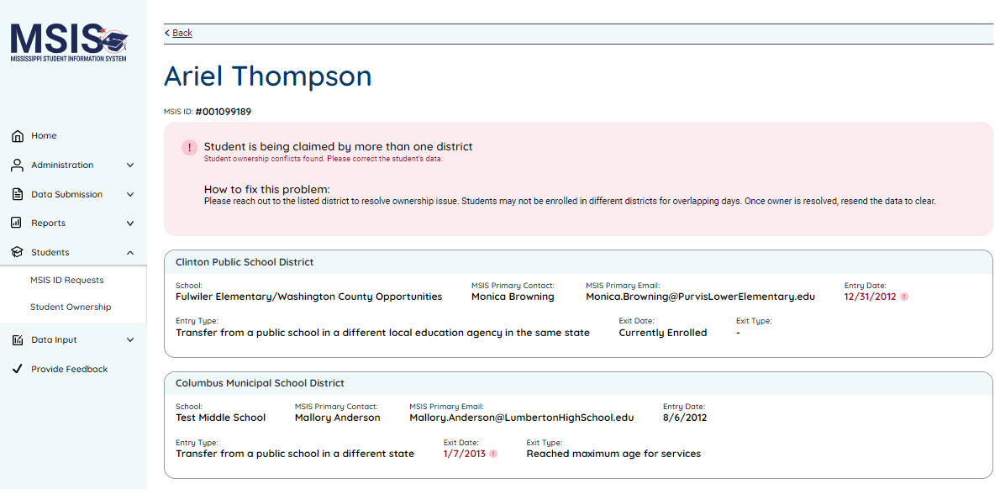 MSIS
MISSISSIPPI STUDENT INFORMATION SYSTEM
Home
Administration
Data Submission
Reports
Students
MSIS ID Requests
Student Ownership
Data Input
Provide Feedback
< Back
Ariel Thompson
MSIS ID: #001099189
! Student is being claimed by more than one district
Student ownership conflicts found. Please correct the student's data.
How to fix this problem:
Please reach out to the listed district to resolve ownership issue. Students may not be enrolled in different districts for overlapping days. Once owner is resolved, resend the data to clear.
Clinton Public School District
School: MSIS Primary Contact: MSIS Primary Email: Entry Date:
Fulwiler Elementary/Washington County Opportunities Monica Browning Monica.Browning@PurvisLowerElementary.edu 12/31/2012 !
Entry Type: Exit Date: Exit Type:
Transfer from a public school in a different local education agency in the same state Currently Enrolled -
Columbus Municipal School District
School: MSIS Primary Contact: MSIS Primary Email: Entry Date:
Test Middle School Mallory Anderson Mallory.Anderson@LumbertonHighSchool.edu 8/6/2012
Entry Type: Exit Date: Exit Type:
Transfer from a public school in a different state 1/7/2013 ! Reached maximum age for services